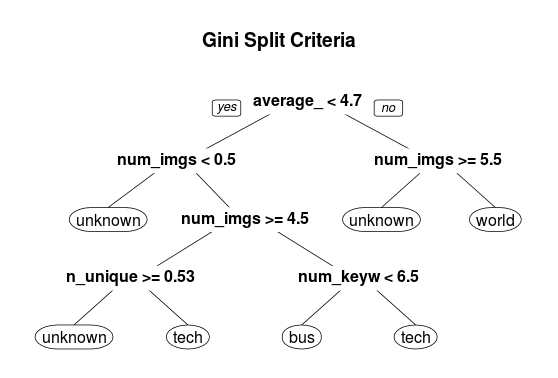 Gini Split Criteria
yes average_ < 4.7 no
num_imgs < 0.5 num_imgs >= 5.5
unknown num_imgs >= 4.5 unknown world
n_unique >= 0.53 num_keyw < 6.5
unknown tech bus tech